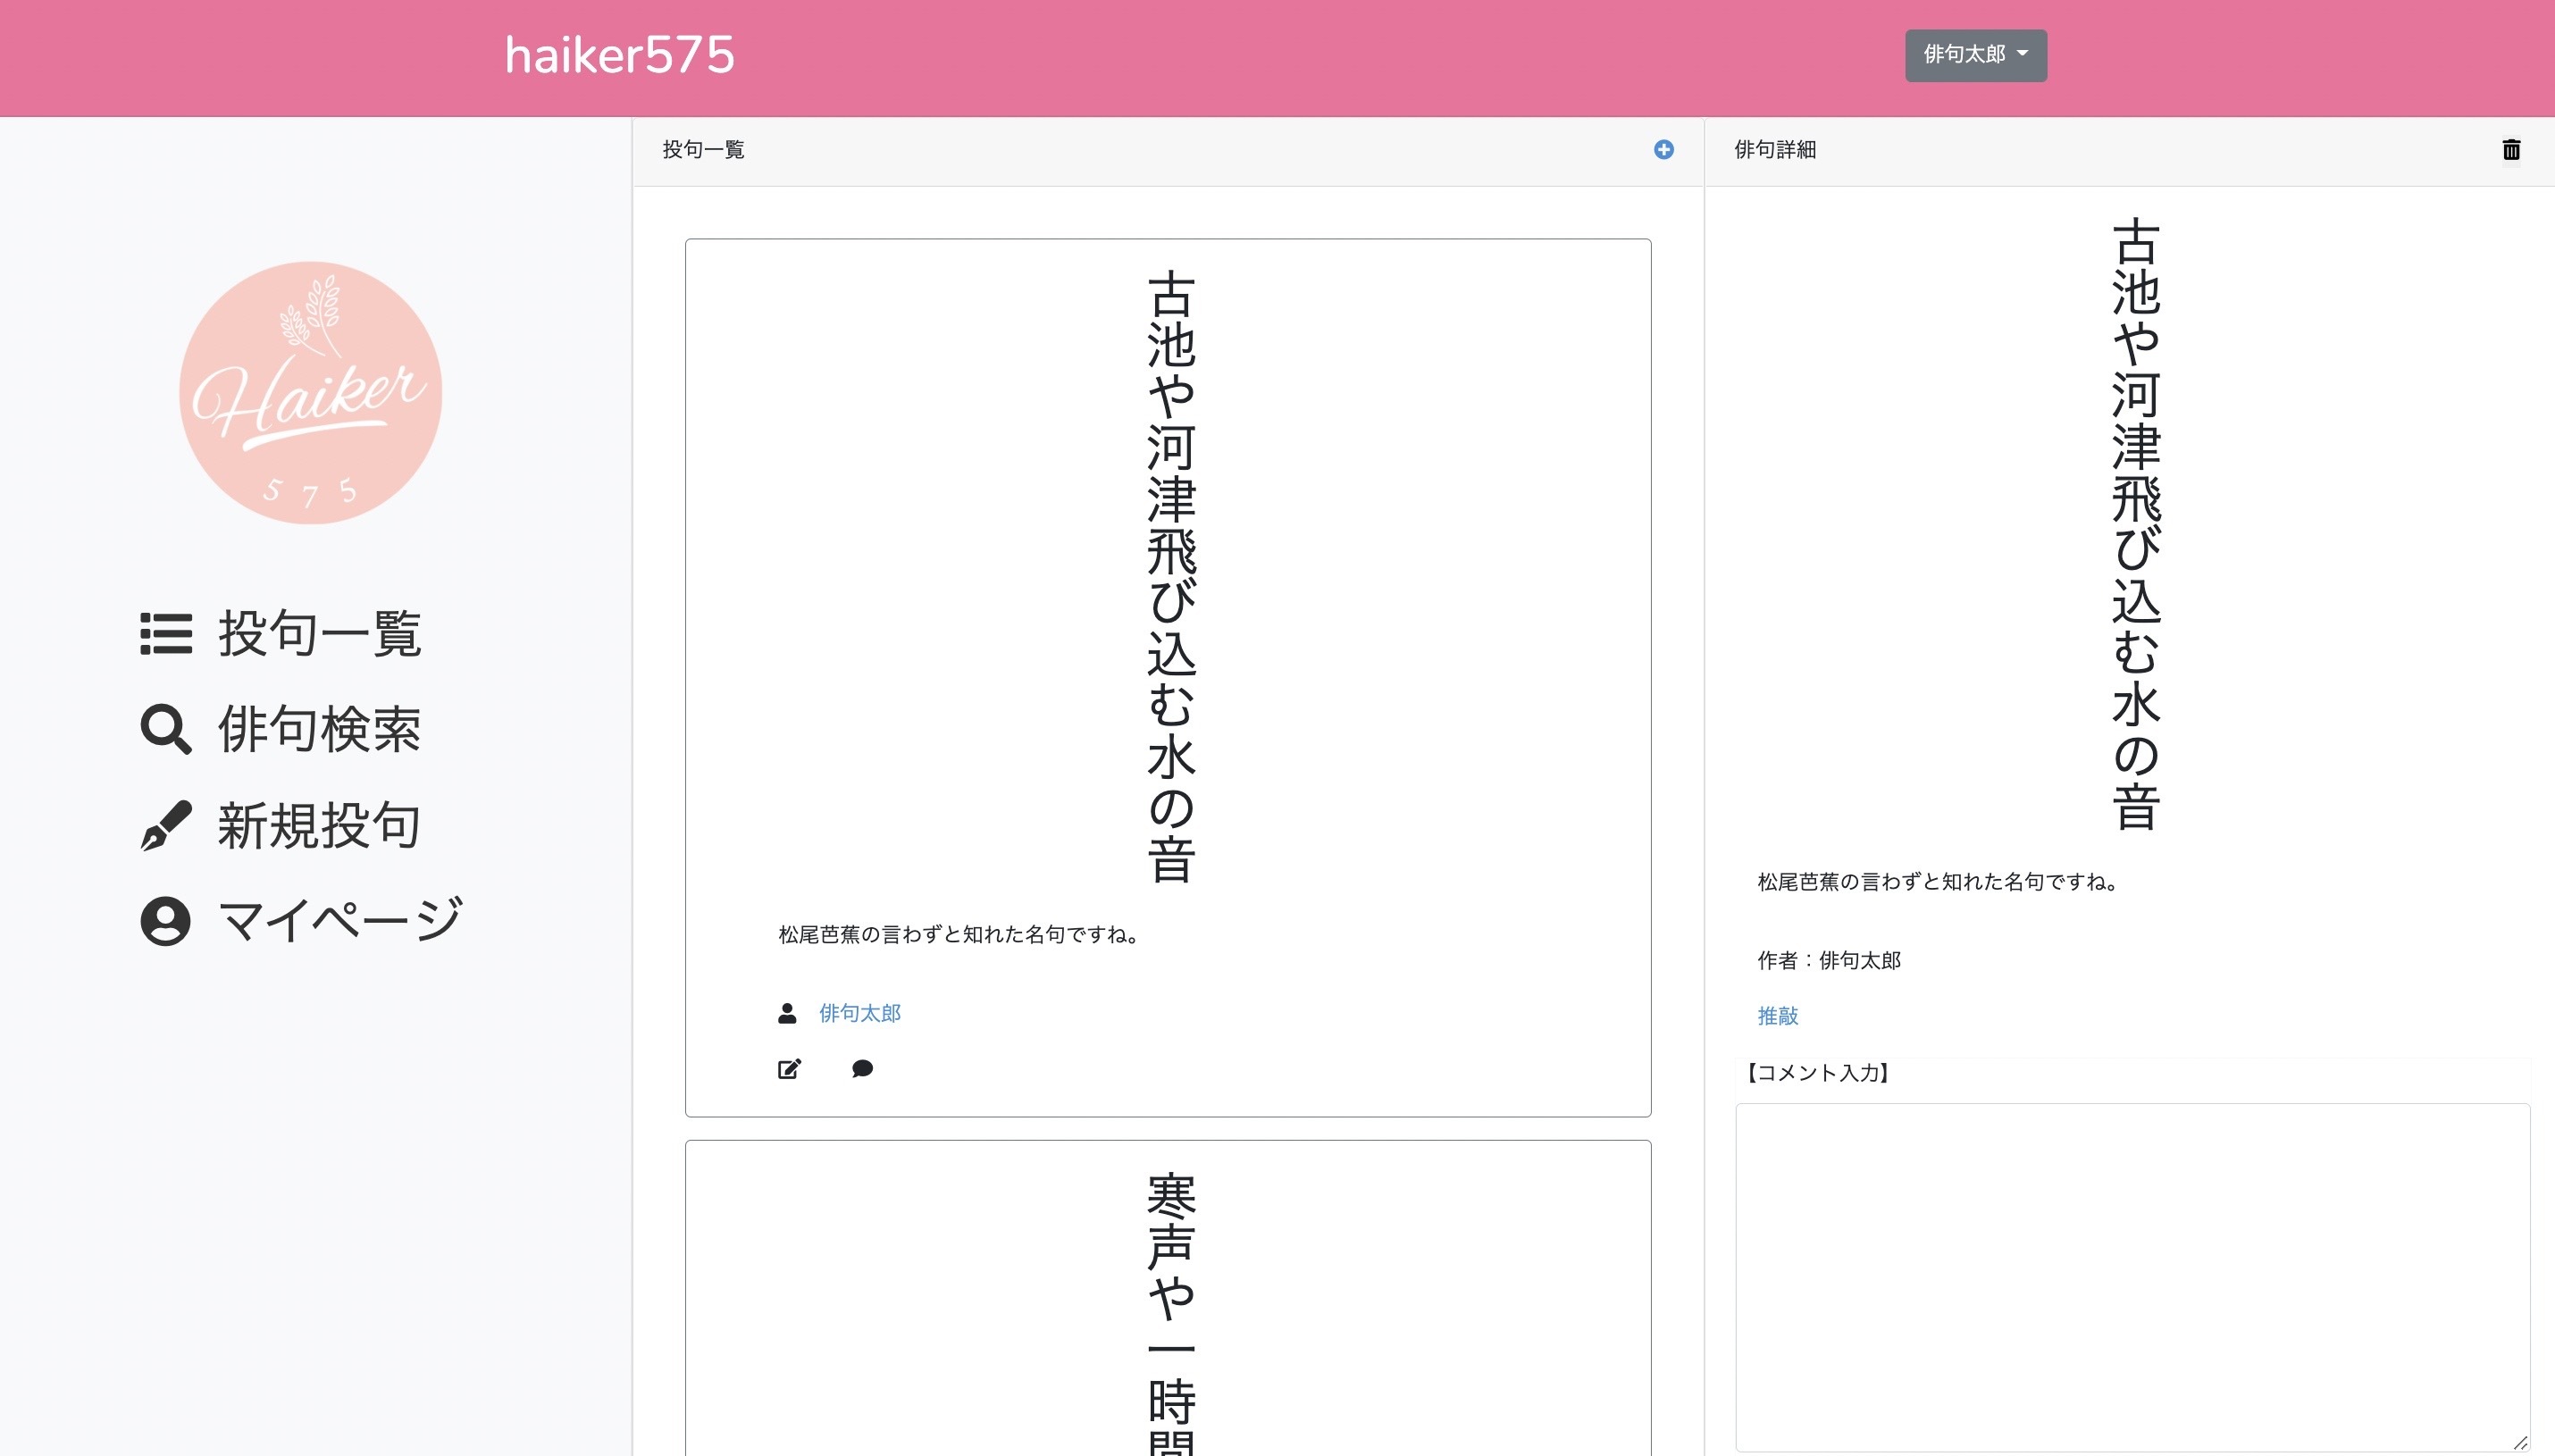 haiker575
俳句太郎
Haiker
5 7 5
投句一覧
俳句検索
新規投句
マイページ
投句一覧
古池や河津飛び込む水の音
松尾芭蕉の言わずと知れた名句ですね。
俳句太郎
寒声や一時間
俳句詳細
古池や河津飛び込む水の音
松尾芭蕉の言わずと知れた名句ですね。
作者：俳句太郎
推敲
【コメント入力】